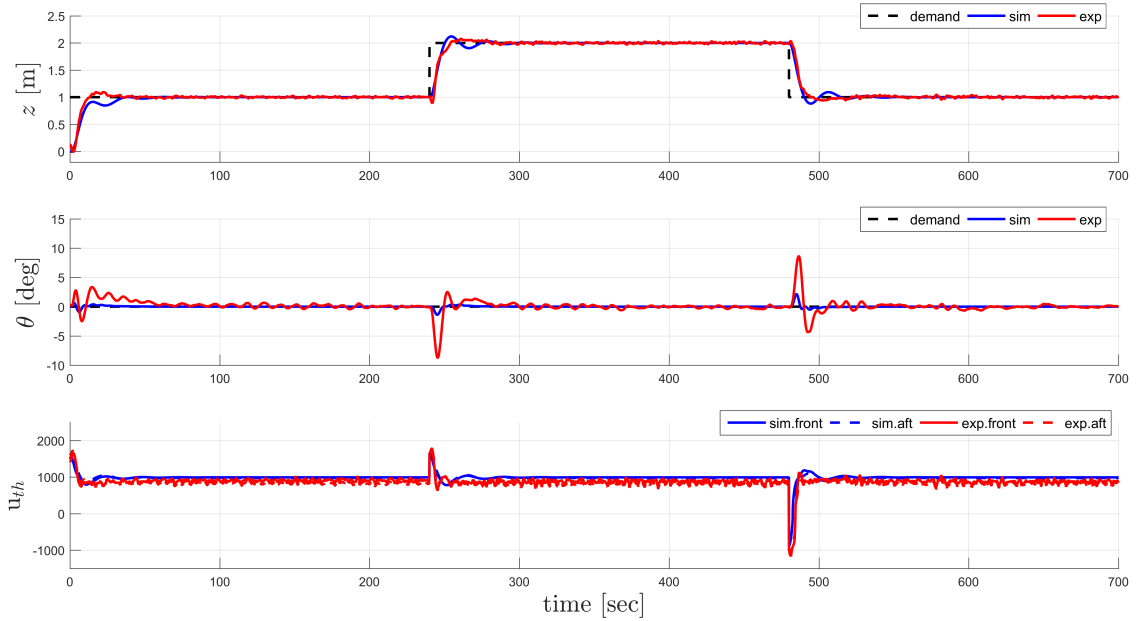 demand sim exp
z [m]
2.5
2
1.5
1
0.5
0
0 100 200 300 400 500 600 700
demand sim exp
θ [deg]
15
10
5
0
-5
-10
0 100 200 300 400 500 600 700
sim.front sim.aft exp.front exp.aft
u_th
2000
1000
0
-1000
0 100 200 300 400 500 600 700
time [sec]